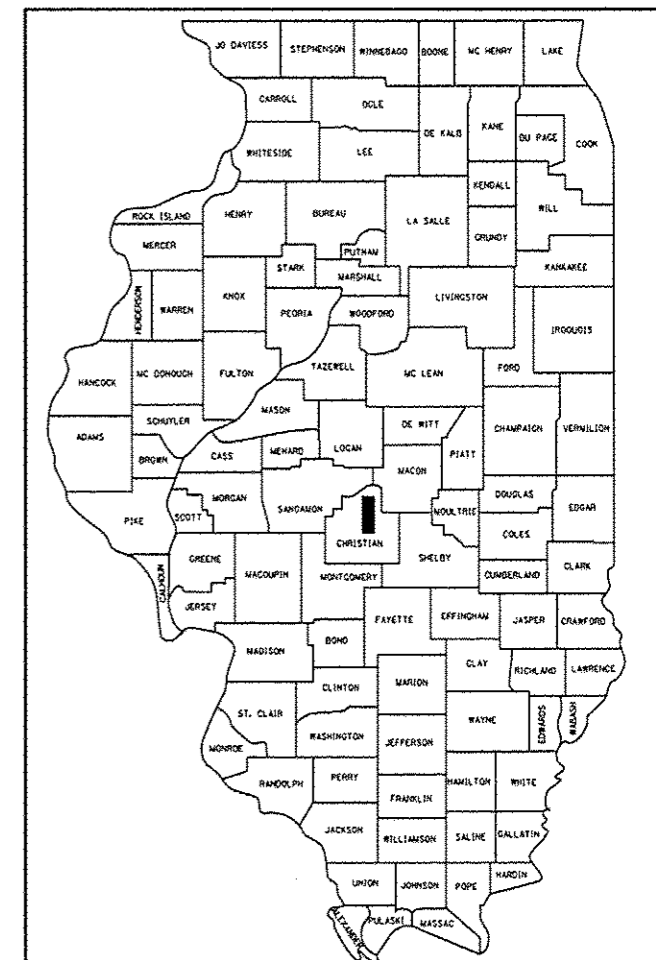 JO DAVIESS STEPHENSON WINNEBAGO BOONE MC HENRY LAKE
CARROLL OGLE
DE KALB KANE DU PAGE COOK
WHITESIDE LEE
KENDALL WILL
ROCK ISLAND HENRY BUREAU LA SALLE
MERCER PUTNAM GRUNDY
STARK MARSHALL KANKAKEE
HENDERSON WARREN KNOX PEORIA WOODFORD LIVINGSTON IROQUOIS
HANCOCK MC DONOUGH FULTON TAZEWELL MC LEAN FORD
MASON
SCHUYLER DE WITT CHAMPAIGN VERMILION
ADAMS BROWN CASS MENARD LOGAN PIATT
MACON
PIKE SCOTT MORGAN SANGAMON MOULTRIE DOUGLAS EDGAR
CHRISTIAN COLES
GREENE SHELBY
CALHOUN MACOUPIN MONTGOMERY CUMBERLAND CLARK
JERSEY
FAYETTE EFFINGHAM JASPER CRAWFORD
MADISON BOND
CLAY RICHLAND LAWRENCE
CLINTON MARION
ST. CLAIR WAYNE EDWARDS WABASH
WASHINGTON JEFFERSON
MONROE
RANDOLPH PERRY HAMILTON WHITE
FRANKLIN
JACKSON WILLIAMSON SALINE GALLATIN
UNION JOHNSON POPE HARDIN
ALEXANDER PULASKI MASSAC